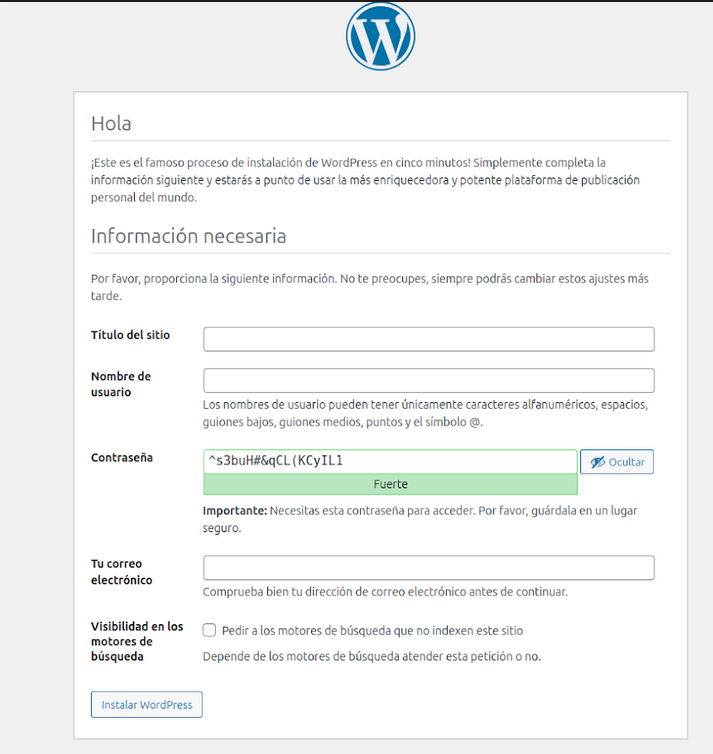 Hola
¡Este es el famoso proceso de instalación de WordPress en cinco minutos! Simplemente completa la
información siguiente y estarás a punto de usar la más enriquecedora y potente plataforma de publicación
personal del mundo.
Información necesaria
Por favor, proporciona la siguiente información. No te preocupes, siempre podrás cambiar estos ajustes más
tarde.
Título del sitio
Nombre de
usuario
Los nombres de usuario pueden tener únicamente caracteres alfanuméricos, espacios,
guiones bajos, guiones medios, puntos y el símbolo @.
Contraseña
^s3buH#&qCL(KCyIL1
Ocultar
Fuerte
Importante: Necesitas esta contraseña para acceder. Por favor, guárdala en un lugar
seguro.
Tu correo
electrónico
Comprueba bien tu dirección de correo electrónico antes de continuar.
Visibilidad en los
motores de
búsqueda
Pedir a los motores de búsqueda que no indexen este sitio
Depende de los motores de búsqueda atender esta petición o no.
Instalar WordPress